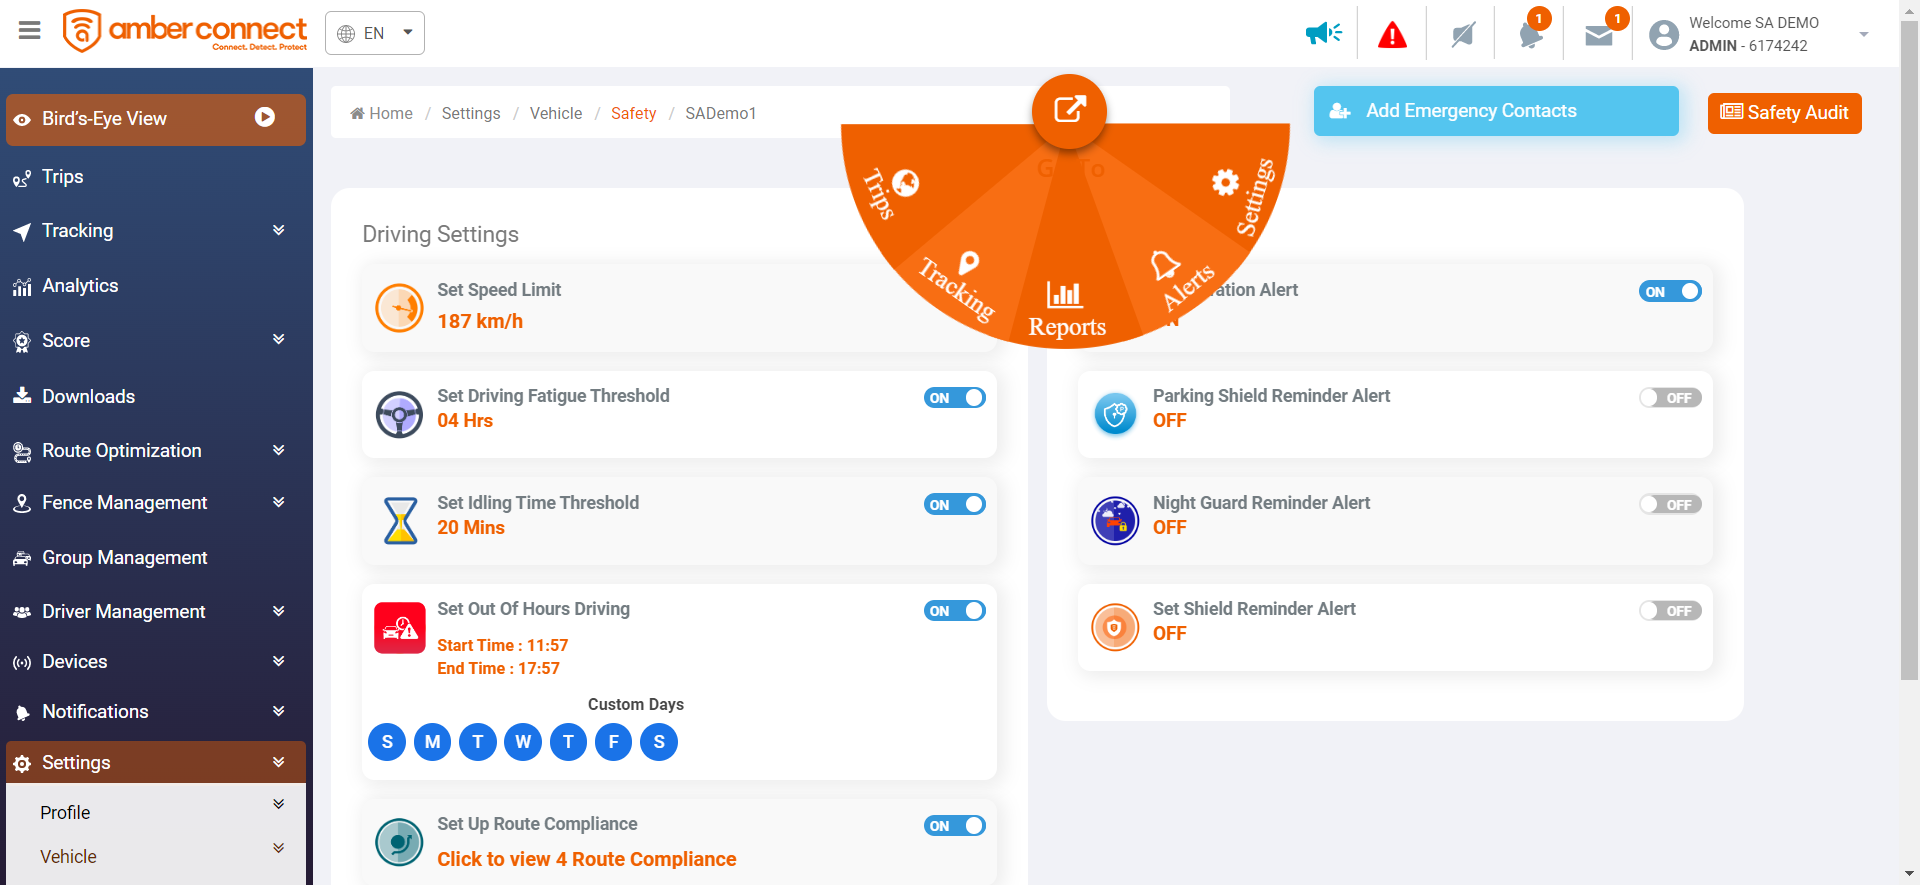 amber connect
Connect. Detect. Protect
EN
1
1
Welcome SA DEMO
ADMIN - 6174242
Bird's-Eye View
Trips
Tracking
Analytics
Score
Downloads
Route Optimization
Fence Management
Group Management
Driver Management
Devices
Notifications
Settings
Profile
Vehicle
Home / Settings / Vehicle / Safety / SADemo1
Add Emergency Contacts
Safety Audit
Trips
Tracking
Reports
Alerts
Settings
Driving Settings
Set Speed Limit
187 km/h
Set Driving Fatigue Threshold
04 Hrs
ON
Set Idling Time Threshold
20 Mins
ON
Set Out Of Hours Driving
ON
Start Time : 11:57
End Time : 17:57
Custom Days
S M T W T F S
Set Up Route Compliance
ON
Click to view 4 Route Compliance
Alert
ON
Parking Shield Reminder Alert
OFF
OFF
Night Guard Reminder Alert
OFF
OFF
Set Shield Reminder Alert
OFF
OFF